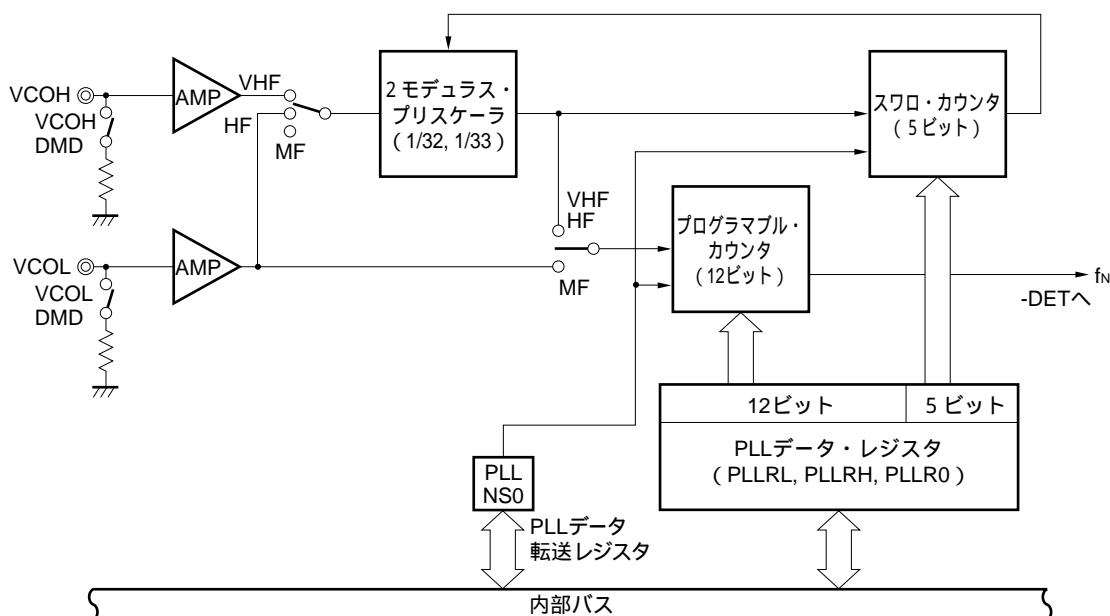 VCOH
VCOH
DMD
AMP
VHF
HF
MF
2 モデュラス・
プリスケーラ
( 1/32, 1/33 )
スワロ・カウンタ
( 5 ビット )
VCOL
VCOL
DMD
AMP
VHF
HF
MF
プログラマブル・
カウンタ
( 12ビット )
fN
-DETへ
12ビット
5 ビット
PLLデータ・レジスタ
( PLLRL, PLLRH, PLLR0 )
PLL
NS0
PLLデータ
転送レジスタ
内部バス